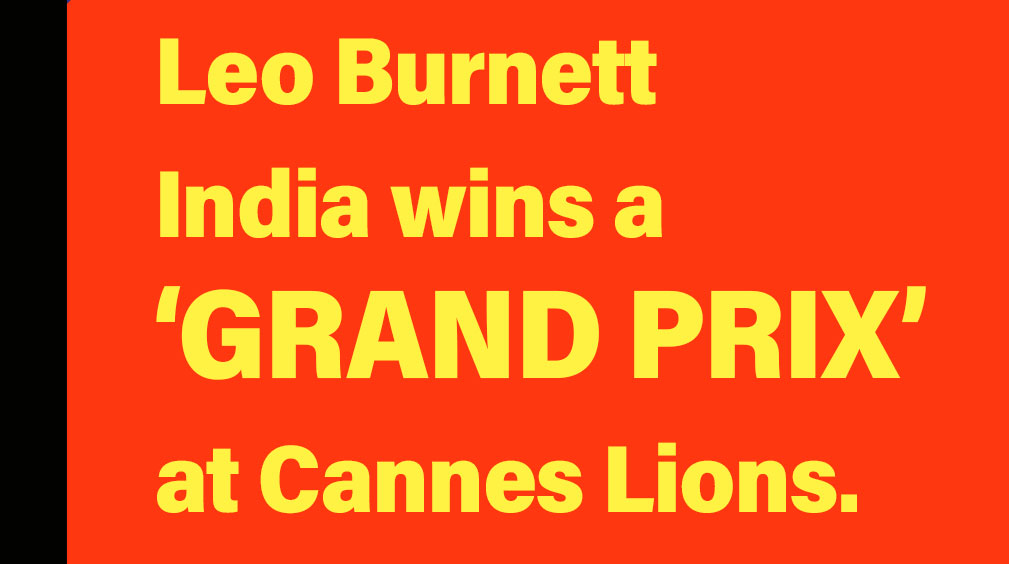 Leo Burnett
India wins a
‘GRAND PRIX’
at Cannes Lions.